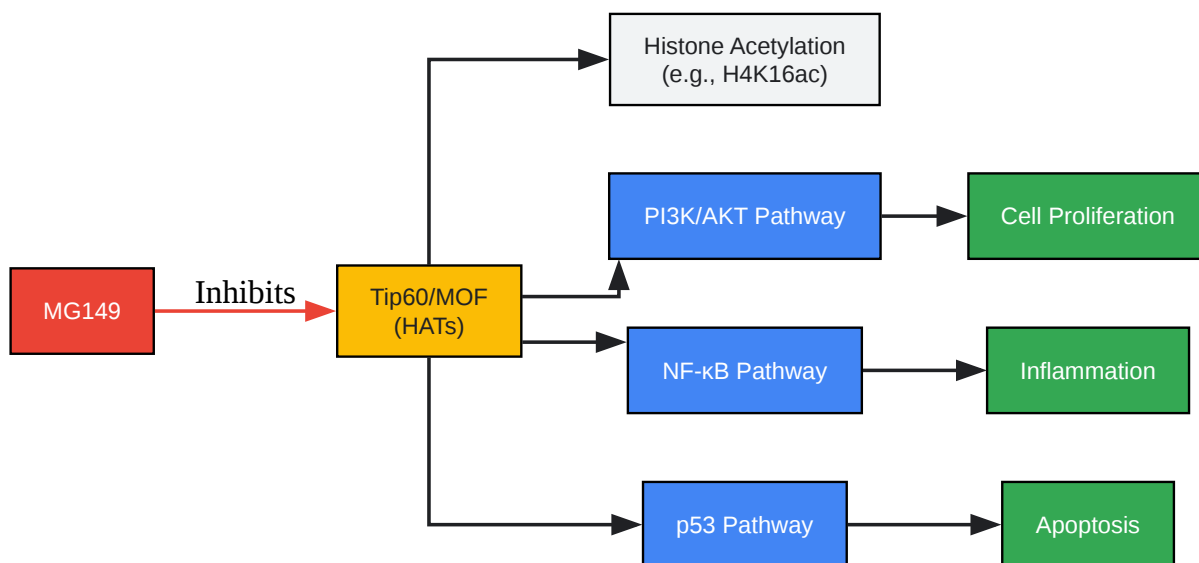 Histone Acetylation
(e.g., H4K16ac)
PI3K/AKT Pathway
Cell Proliferation
MG149
Inhibits
Tip60/MOF
(HATs)
NF-κB Pathway
Inflammation
p53 Pathway
Apoptosis